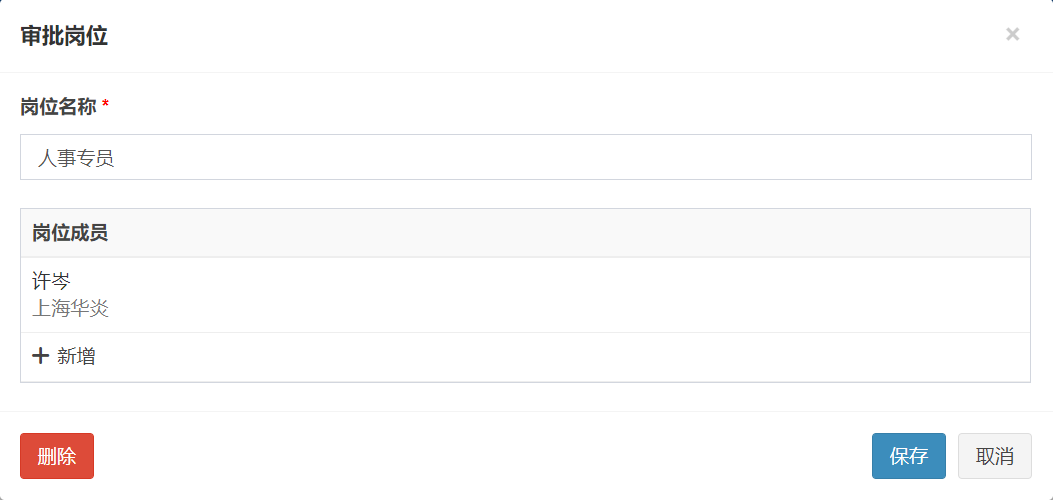 审批岗位
×
岗位名称 *
人事专员
岗位成员
许岑
上海华炎
+ 新增
删除
保存 取消